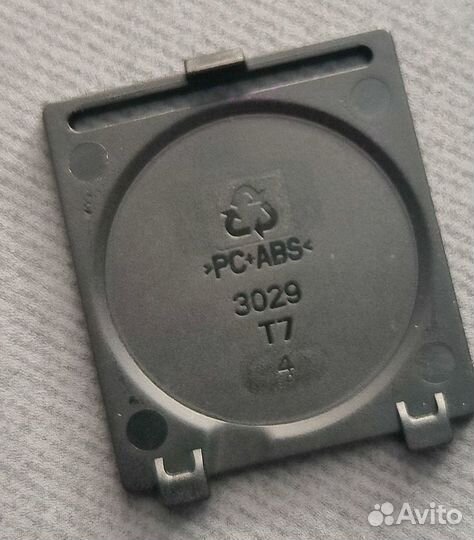 >PC+ABS<
3029
T7
4
Avito